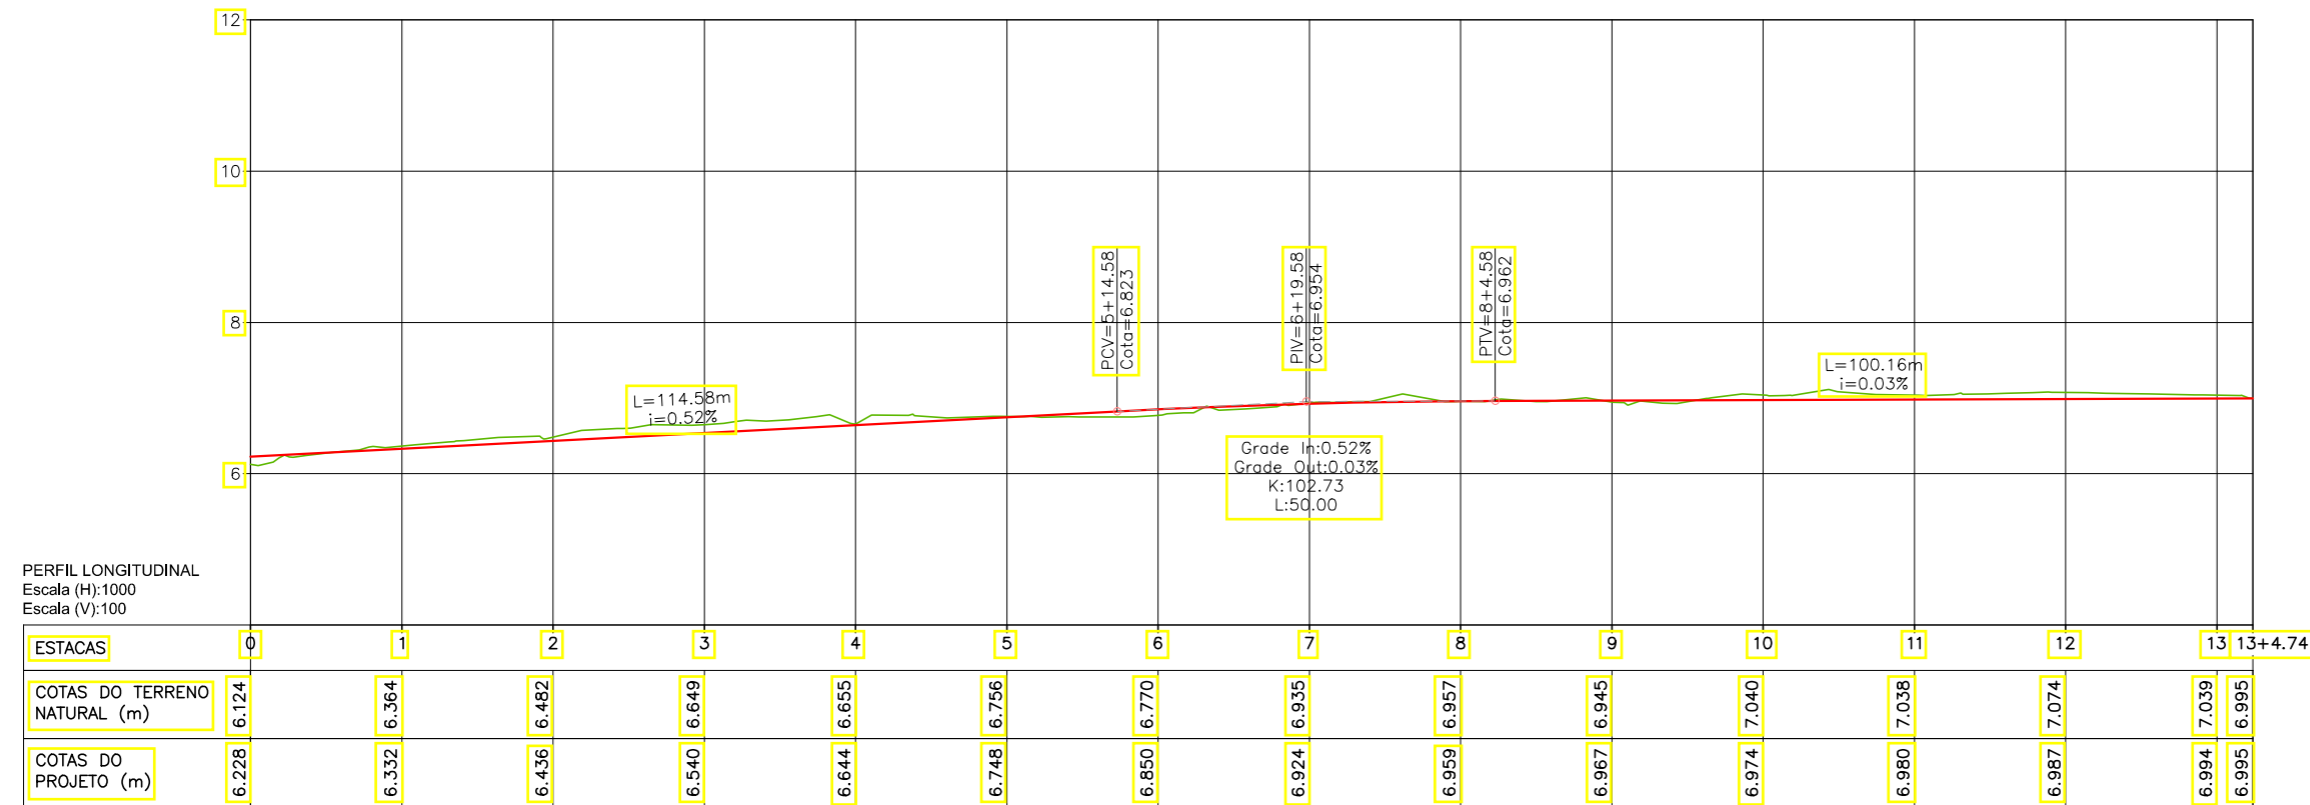 12
10
8
6
PCV=5+14.58
Cota=6.823
PIV=6+19.58
Cota=6.954
PTV=8+4.58
Cota=6.962
L=114.58m
i=0.52%
L=100.16m
i=0.03%
Grade In:0.52%
Grade Out:0.03%
K:102.73
L:50.00
PERFIL LONGITUDINAL
Escala (H):1000
Escala (V):100
ESTACAS 0 1 2 3 4 5 6 7 8 9 10 11 12 13 13+4.74
COTAS DO TERRENO
NATURAL (m)
6.124 6.364 6.482 6.649 6.655 6.756 6.770 6.935 6.957 6.945 7.040 7.038 7.074 7.039 6.995
COTAS DO
PROJETO (m)
6.228 6.332 6.436 6.540 6.644 6.748 6.850 6.924 6.959 6.967 6.974 6.980 6.987 6.994 6.995